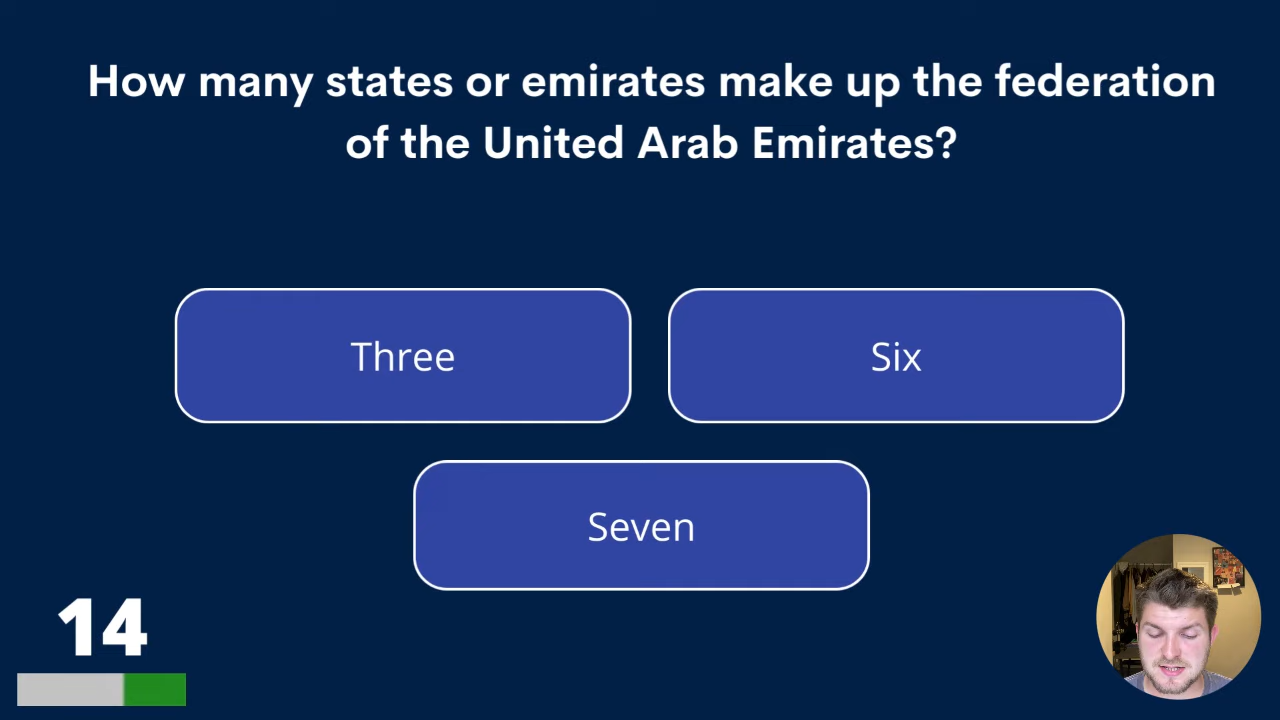 How many states or emirates make up the federation
of the United Arab Emirates?
Three
Six
Seven
14